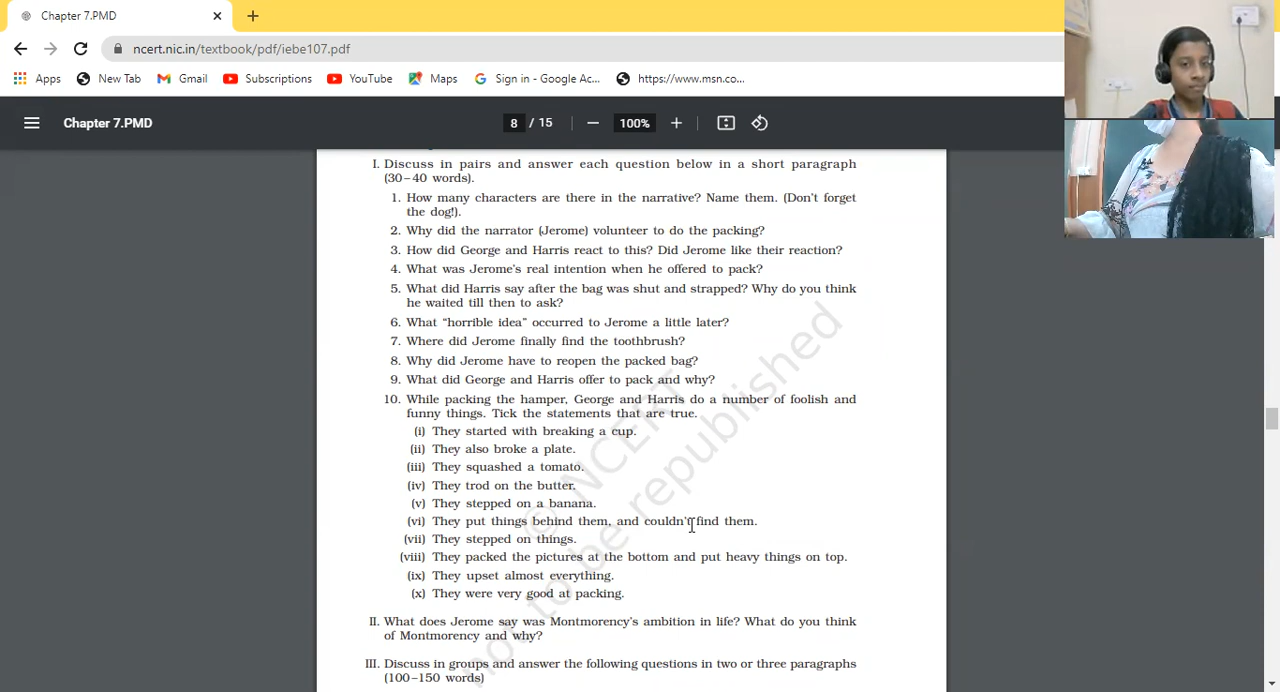 Chapter 7.PMD
ncert.nic.in/textbook/pdf/iebe107.pdf
Apps New Tab Gmail Subscriptions YouTube Maps Sign in - Google Ac... https://www.msn.co...
Chapter 7.PMD 8 / 15 100%
I. Discuss in pairs and answer each question below in a short paragraph
(30–40 words).
1. How many characters are there in the narrative? Name them. (Don't forget
the dog!).
2. Why did the narrator (Jerome) volunteer to do the packing?
3. How did George and Harris react to this? Did Jerome like their reaction?
4. What was Jerome's real intention when he offered to pack?
5. What did Harris say after the bag was shut and strapped? Why do you think
he waited till then to ask?
6. What “horrible idea” occurred to Jerome a little later?
7. Where did Jerome finally find the toothbrush?
8. Why did Jerome have to reopen the packed bag?
9. What did George and Harris offer to pack and why?
10. While packing the hamper, George and Harris do a number of foolish and
funny things. Tick the statements that are true.
(i) They started with breaking a cup.
(ii) They also broke a plate.
(iii) They squashed a tomato.
(iv) They trod on the butter.
(v) They stepped on a banana.
(vi) They put things behind them, and couldn't find them.
(vii) They stepped on things.
(viii) They packed the pictures at the bottom and put heavy things on top.
(ix) They upset almost everything.
(x) They were very good at packing.
II. What does Jerome say was Montmorency's ambition in life? What do you think
of Montmorency and why?
III. Discuss in groups and answer the following questions in two or three paragraphs
(100–150 words)
© NCERT
not to be republished